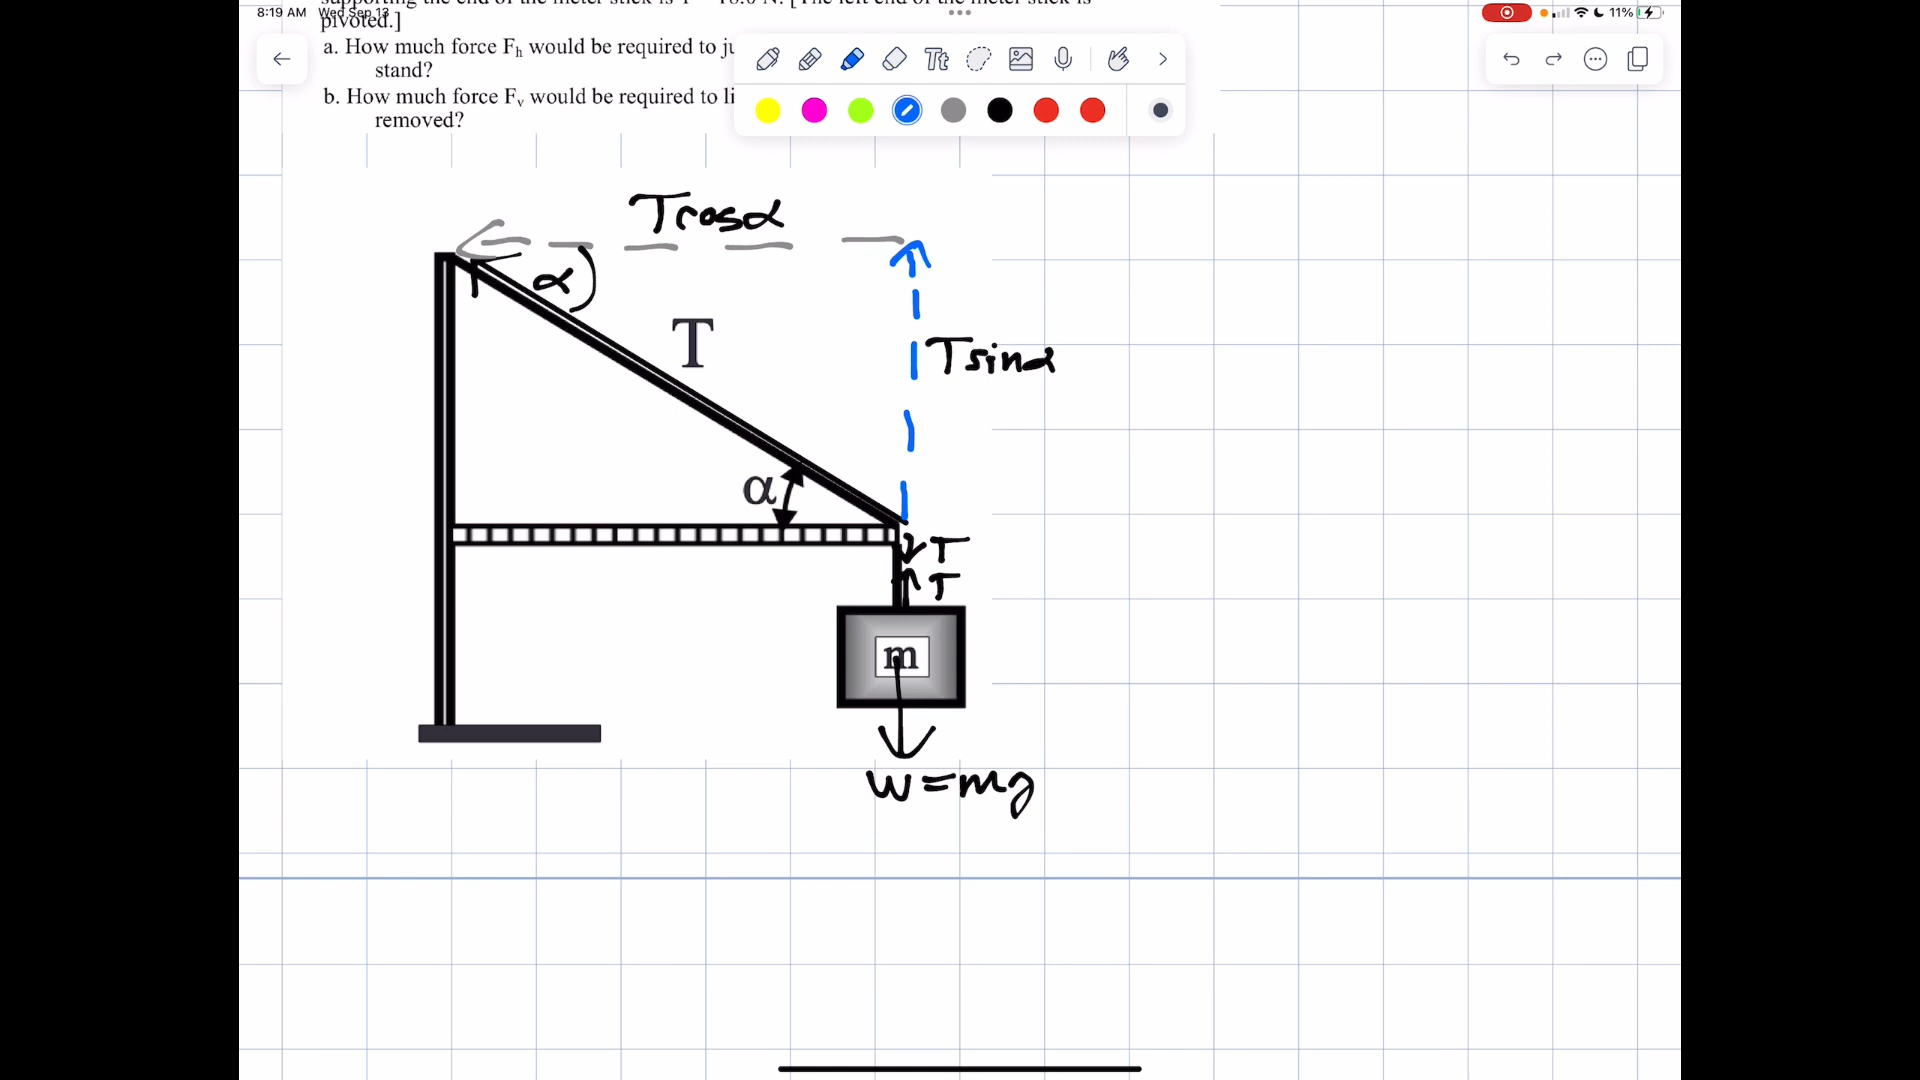 8:19 AM Wed Sep 13
11%
pivoted.]
a. How much force Fh would be required to ju
stand?
b. How much force Fv would be required to li
removed?
Tt
Tcosα
α
T
Tsinα
α
T
T
m
W=mg